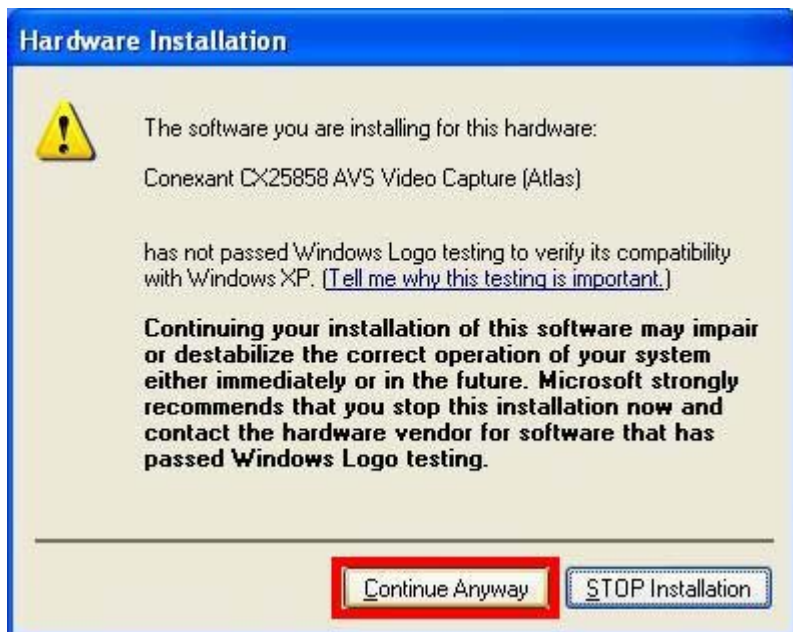 Hardware Installation
The software you are installing for this hardware:
Conexant CX25858 AVS Video Capture (Atlas)
has not passed Windows Logo testing to verify its compatibility
with Windows XP. (Tell me why this testing is important.)
Continuing your installation of this software may impair
or destabilize the correct operation of your system
either immediately or in the future. Microsoft strongly
recommends that you stop this installation now and
contact the hardware vendor for software that has
passed Windows Logo testing.
Continue Anyway STOP Installation